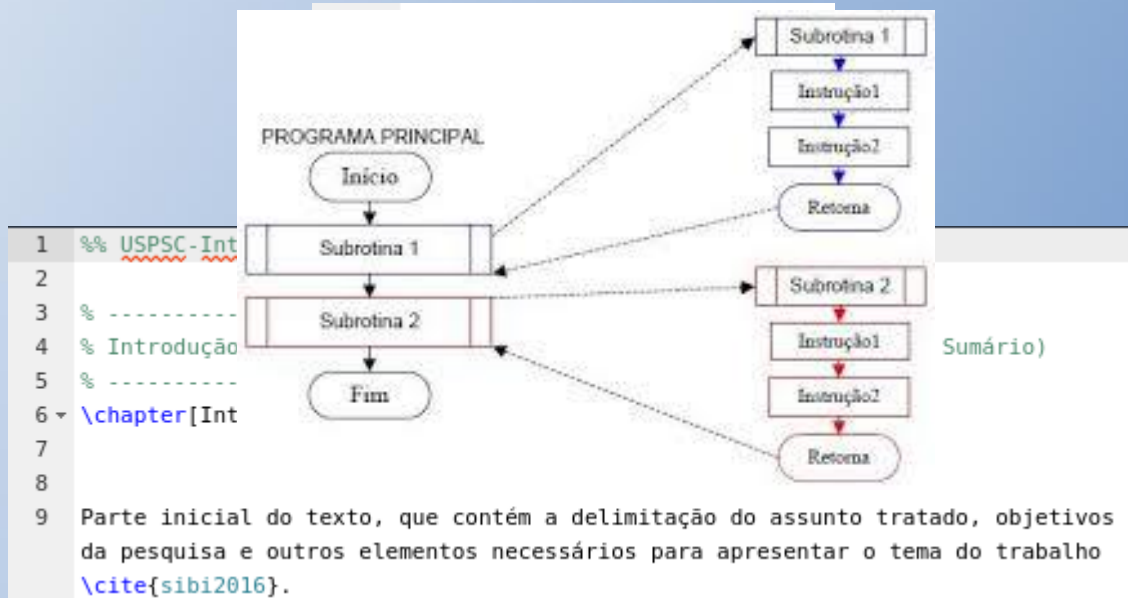 PROGRAMA PRINCIPAL
Início
Subrotina 1
Subrotina 2
Fim
Subrotina 1
Instrução1
Instrução2
Retorna
Subrotina 2
Instrução1
Instrução2
Retorna
1 %% USPSC-Int
2
3 % ----------
4 % Introdução Sumário)
5 % ----------
6 \chapter[Int
7
8
9 Parte inicial do texto, que contém a delimitação do assunto tratado, objetivos
da pesquisa e outros elementos necessários para apresentar o tema do trabalho
\cite{sibi2016}.